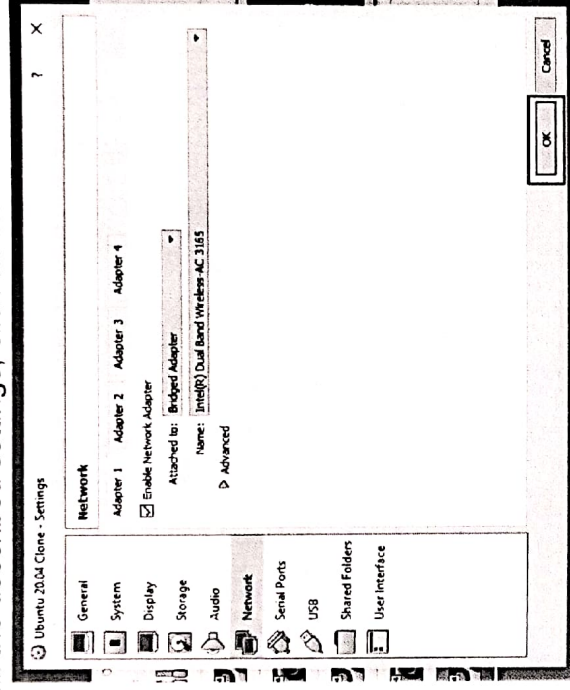 Ubuntu 20.04 Clone - Settings
?
General
System
Display
Storage
Audio
Network
Serial Ports
USB
Shared Folders
User Interface
Network
Adapter 1 Adapter 2 Adapter 3 Adapter 4
Enable Network Adapter
Attached to: Bridged Adapter
Name: Intel(R) Dual Band Wireless-AC 3165
Advanced
OK
Cancel